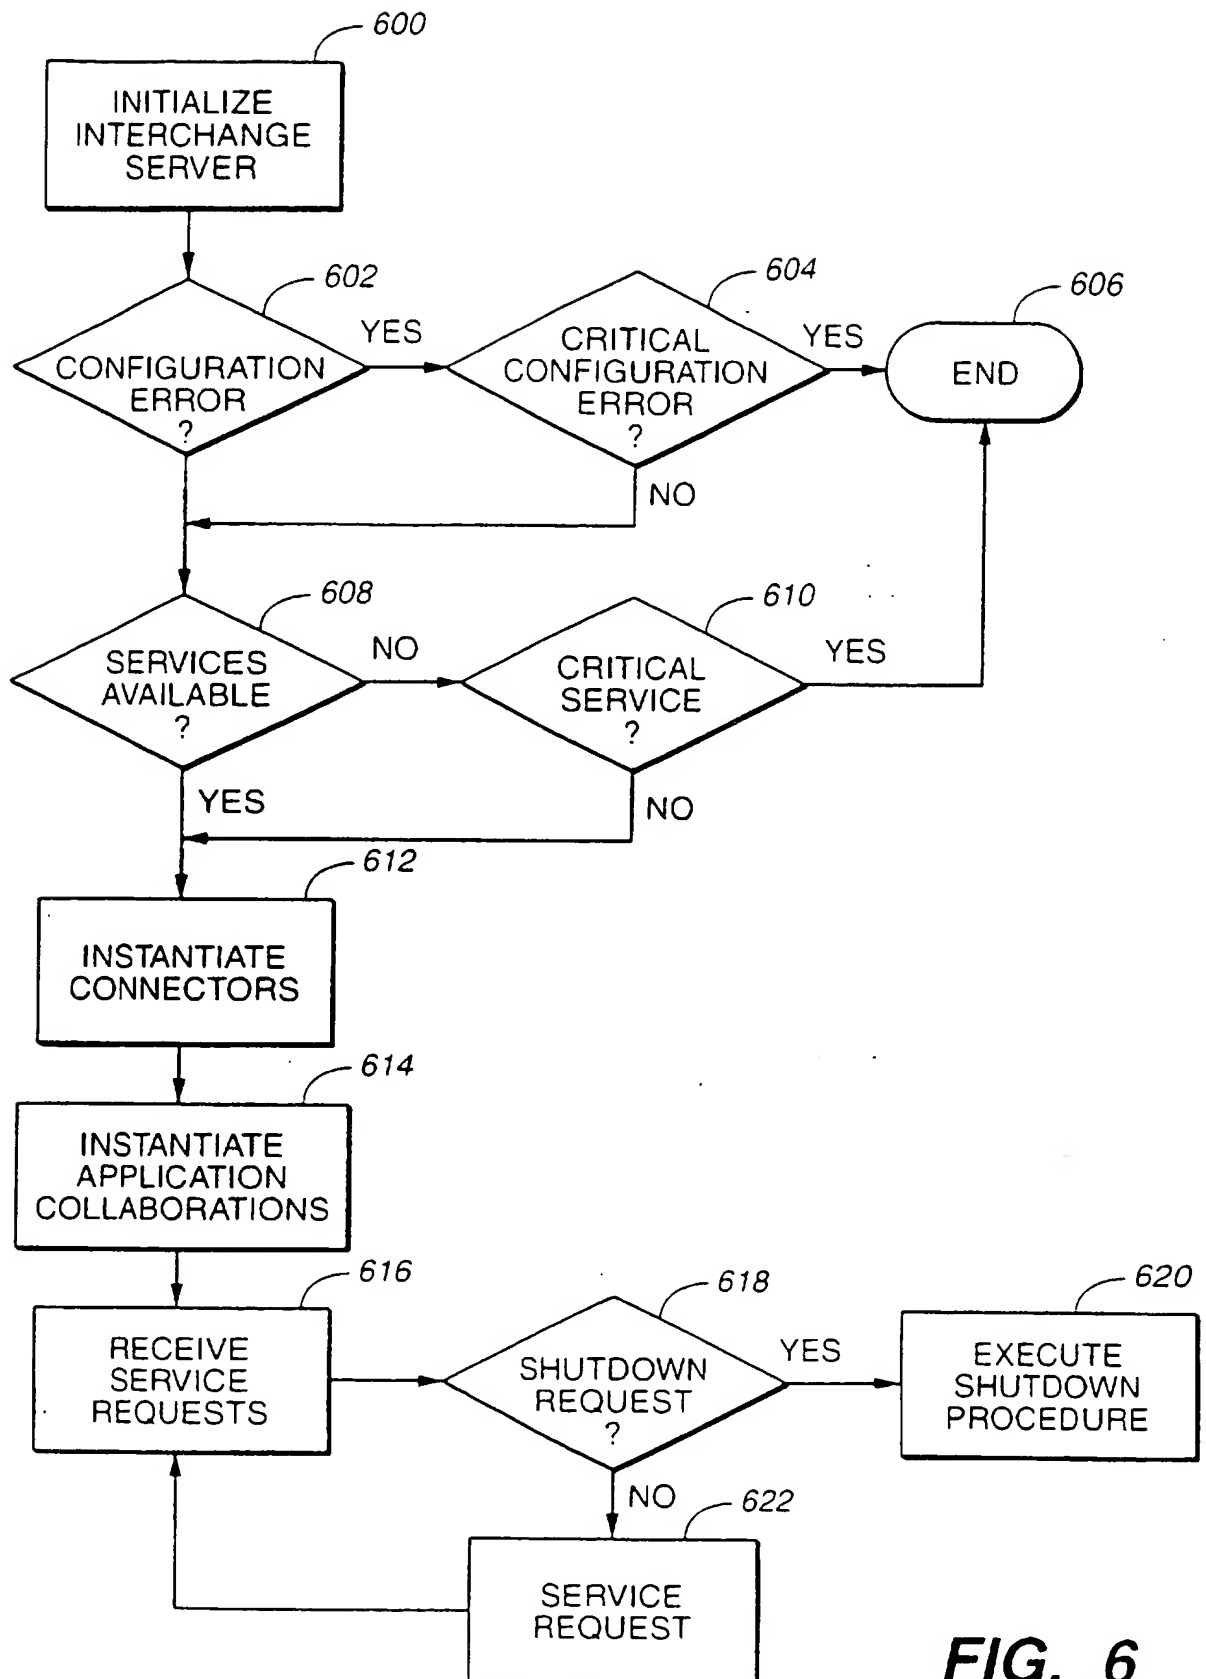 600
INITIALIZE
INTERCHANGE
SERVER
602
CONFIGURATION
ERROR
?
YES
604
CRITICAL
CONFIGURATION
ERROR
?
YES
606
END
NO
608
SERVICES
AVAILABLE
?
NO
610
CRITICAL
SERVICE
?
YES
YES
NO
612
INSTANTIATE
CONNECTORS
614
INSTANTIATE
APPLICATION
COLLABORATIONS
616
RECEIVE
SERVICE
REQUESTS
618
SHUTDOWN
REQUEST
?
YES
620
EXECUTE
SHUTDOWN
PROCEDURE
NO
622
SERVICE
REQUEST
FIG. 6